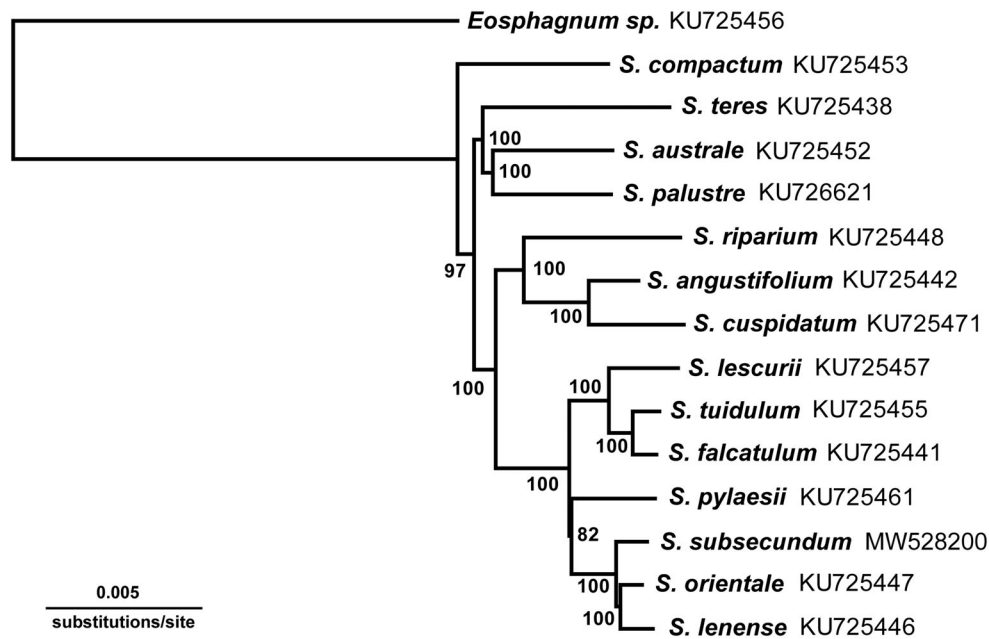 Eosphagnum sp. KU725456
S. compactum KU725453
S. teres KU725438
100
S. australe KU725452
100
S. palustre KU726621
S. riparium KU725448
97
100
S. angustifolium KU725442
100
S. cuspidatum KU725471
S. lescurii KU725457
100
100
S. tuidulum KU725455
100
S. falcatulum KU725441
100
S. pylaesii KU725461
82
S. subsecundum MW528200
100
S. orientale KU725447
0.005
100
substitutions/site
S. lenense KU725446